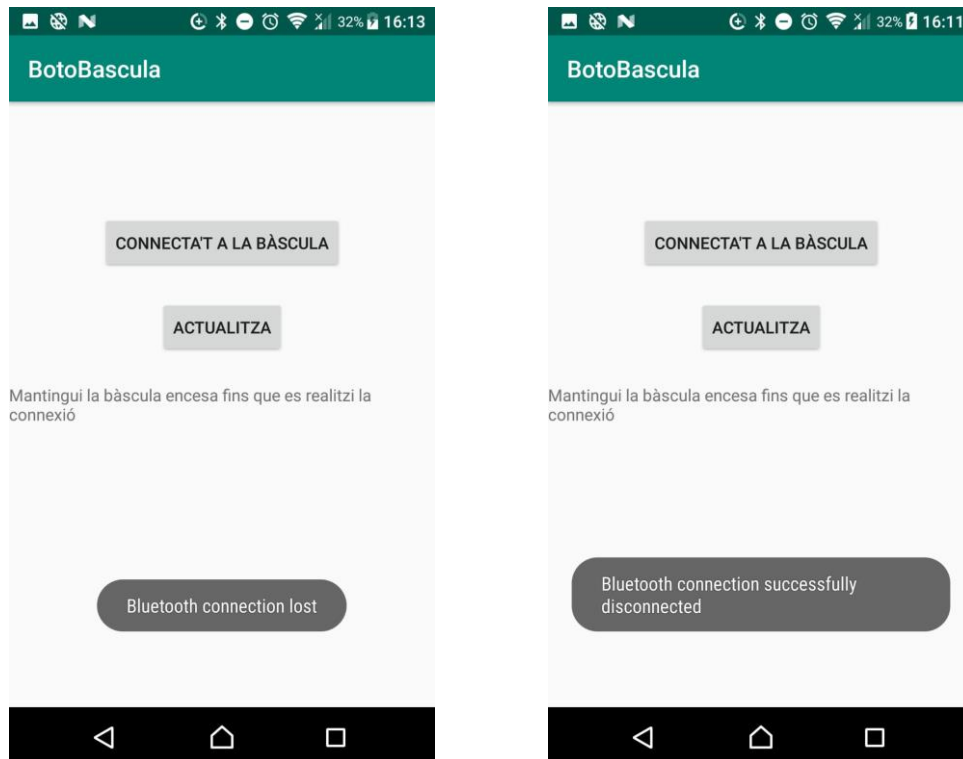 32% 16:13
BotoBascula
CONNECTA'T A LA BÀSCULA
ACTUALITZA
Mantingui la bàscula encesa fins que es realitzi la
connexió
Bluetooth connection lost
32% 16:11
BotoBascula
CONNECTA'T A LA BÀSCULA
ACTUALITZA
Mantingui la bàscula encesa fins que es realitzi la
connexió
Bluetooth connection successfully
disconnected